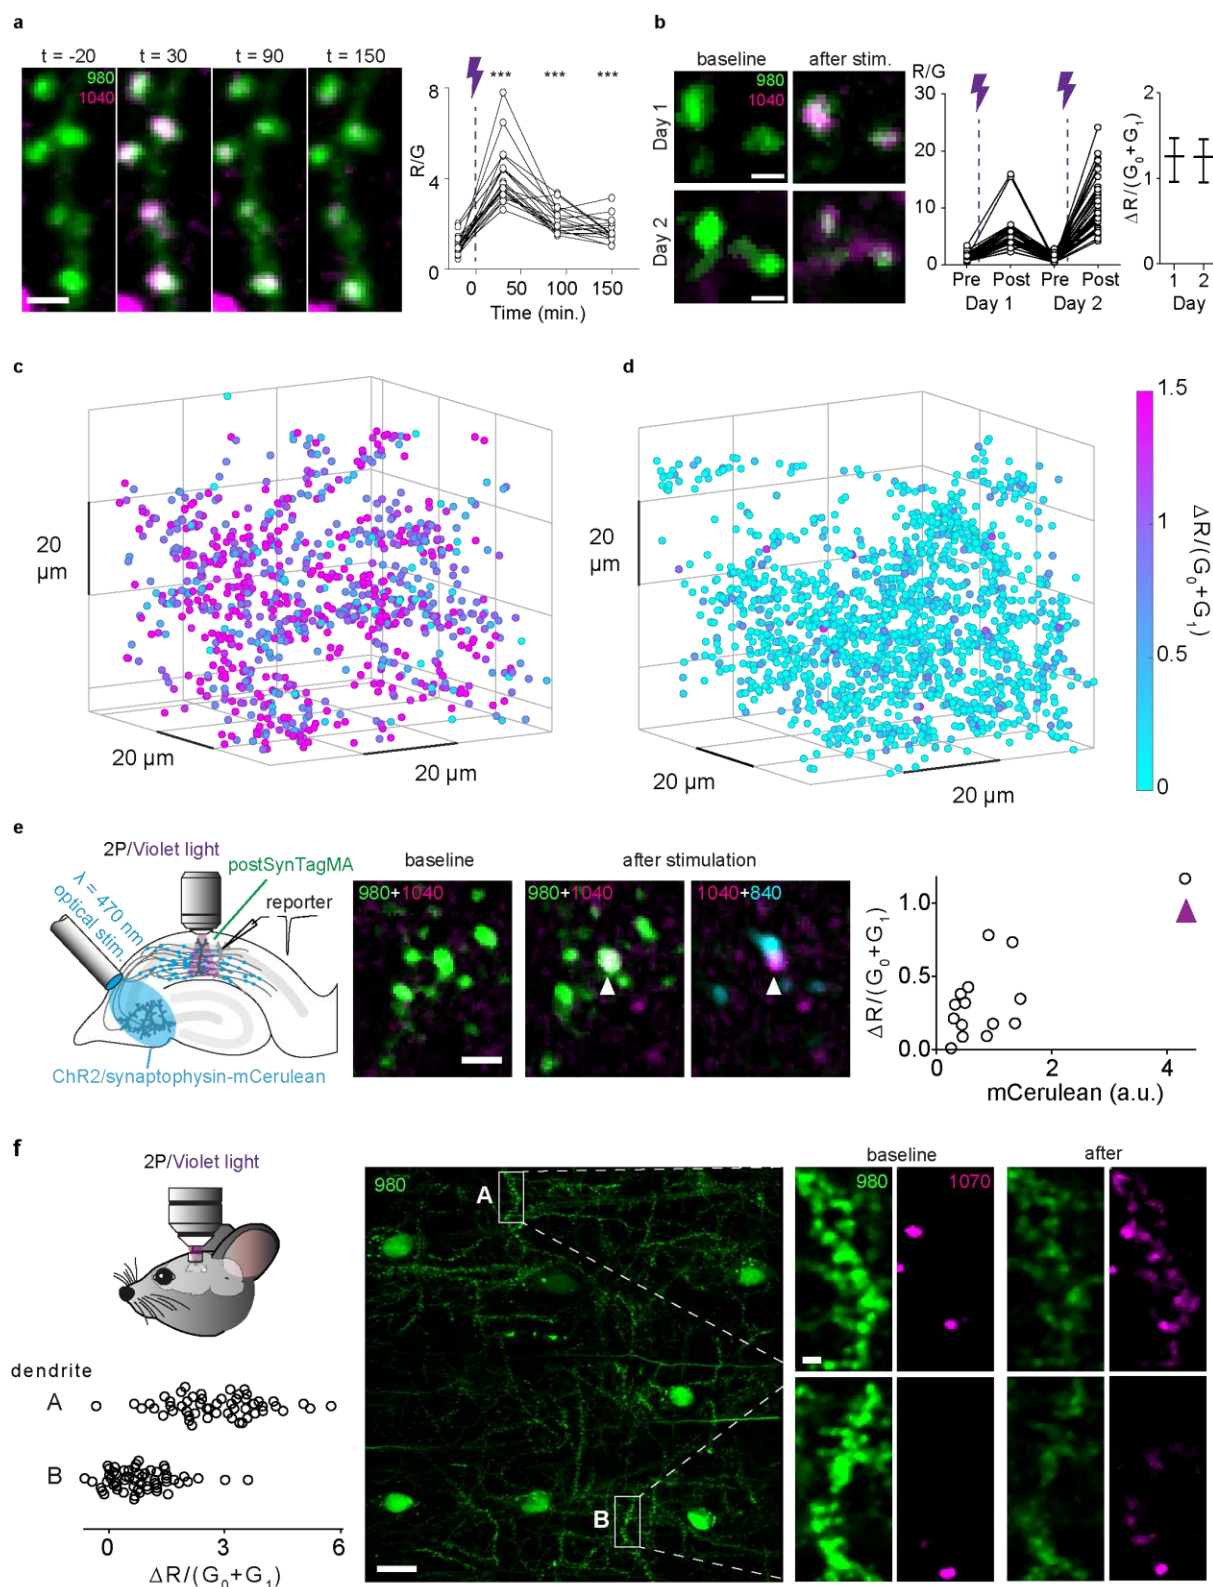 a
t = -20 t = 30 t = 90 t = 150
980
1040
*** *** ***
8
4
0
R/G
0 50 100 150
Time (min.)
b
baseline after stim.
980
1040
Day 1
Day 2
R/G
30
20
10
0
Pre Post Pre Post
Day 1 Day 2
2
1
0
ΔR/(G₀+G₁)
1 2
Day
c
20
µm
20 µm
20 µm
d
20
µm
20 µm
20 µm
1.5
1
0.5
0
ΔR/(G₀+G₁)
e
2P/Violet light
postSynTagMA
λ = 470 nm
optical stim.
reporter
ChR2/synaptophysin-mCerulean
baseline after stimulation
980+1040 980+1040 1040+840
1.0
0.5
0.0
ΔR/(G₀+G₁)
0 2 4
mCerulean (a.u.)
f
2P/Violet light
dendrite
A
B
0 3 6
ΔR/(G₀+G₁)
980
A
B
baseline after
980 1070